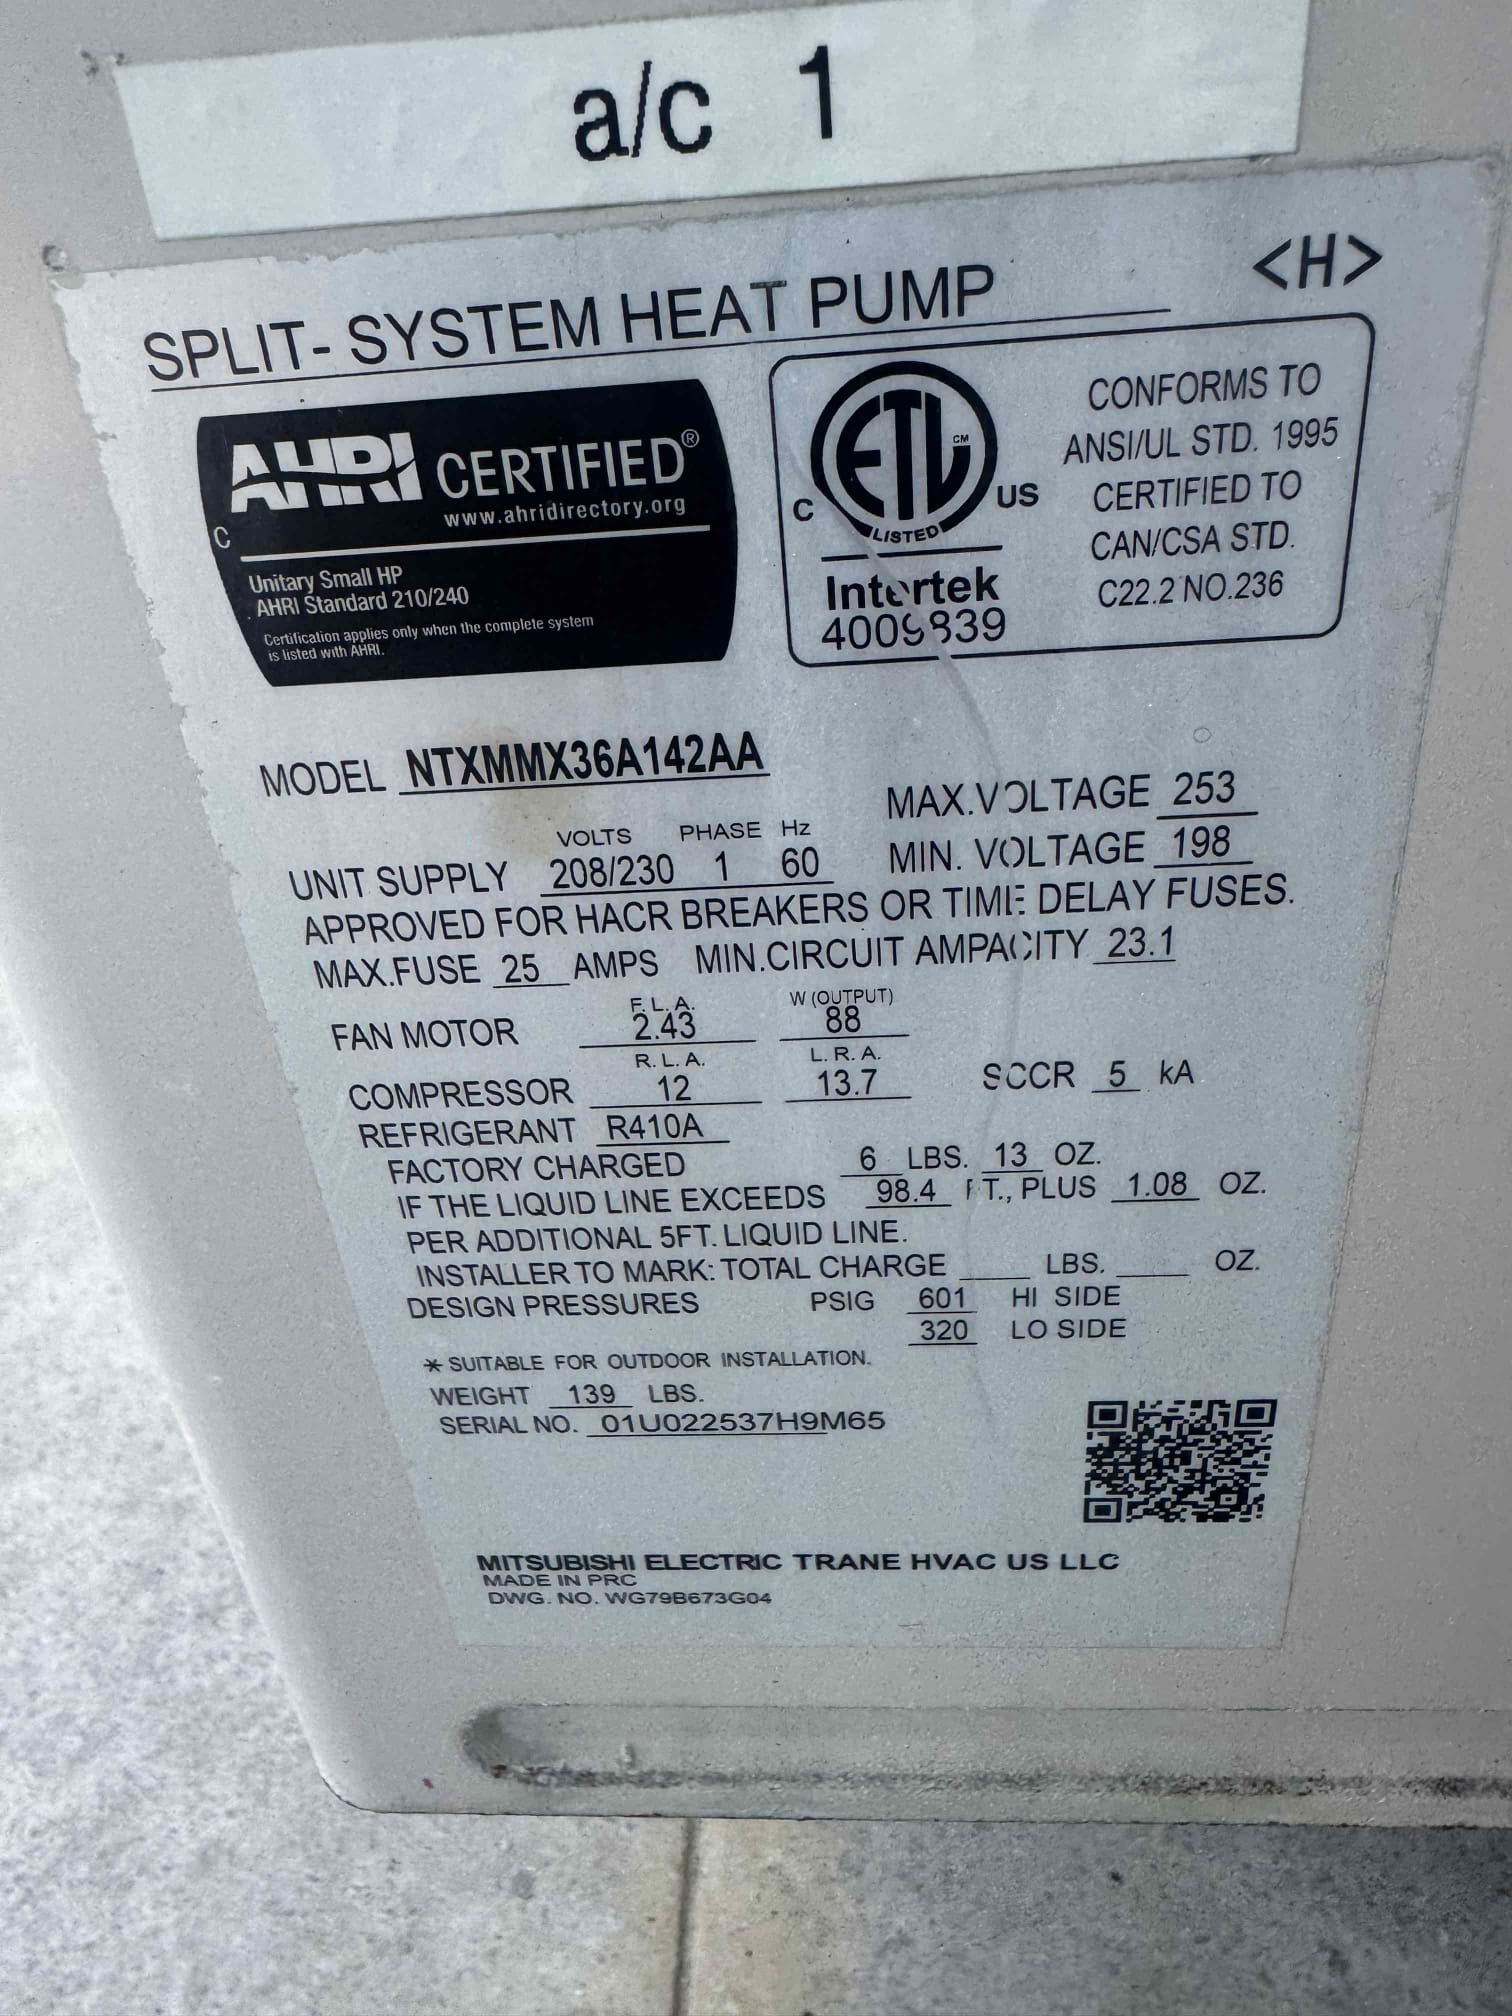 a/c 1
<H>
SPLIT- SYSTEM HEAT PUMP
AHRI CERTIFIED®
www.ahridirectory.org
C
Unitary Small HP
AHRI Standard 210/240
Certification applies only when the complete system
is listed with AHRI.
C ETL CM US
LISTED
Intertek
4009839
CONFORMS TO
ANSI/UL STD. 1995
CERTIFIED TO
CAN/CSA STD.
C22.2 NO.236
MODEL NTXMMX36A142AA
MAX.VOLTAGE 253
VOLTS PHASE Hz
UNIT SUPPLY 208/230 1 60 MIN. VOLTAGE 198
APPROVED FOR HACR BREAKERS OR TIME DELAY FUSES.
MAX.FUSE 25 AMPS MIN.CIRCUIT AMPACITY 23.1
F.L.A. W (OUTPUT)
FAN MOTOR 2.43 88
R.L.A. L.R.A.
COMPRESSOR 12 13.7 SCCR 5 kA
REFRIGERANT R410A
FACTORY CHARGED 6 LBS. 13 OZ.
IF THE LIQUID LINE EXCEEDS 98.4 FT., PLUS 1.08 OZ.
PER ADDITIONAL 5FT. LIQUID LINE.
INSTALLER TO MARK: TOTAL CHARGE ____ LBS. ____ OZ.
DESIGN PRESSURES PSIG 601 HI SIDE
320 LO SIDE
* SUITABLE FOR OUTDOOR INSTALLATION.
WEIGHT 139 LBS.
SERIAL NO. 01U022537H9M65
MITSUBISHI ELECTRIC TRANE HVAC US LLC
MADE IN PRC
DWG. NO. WG79B673G04